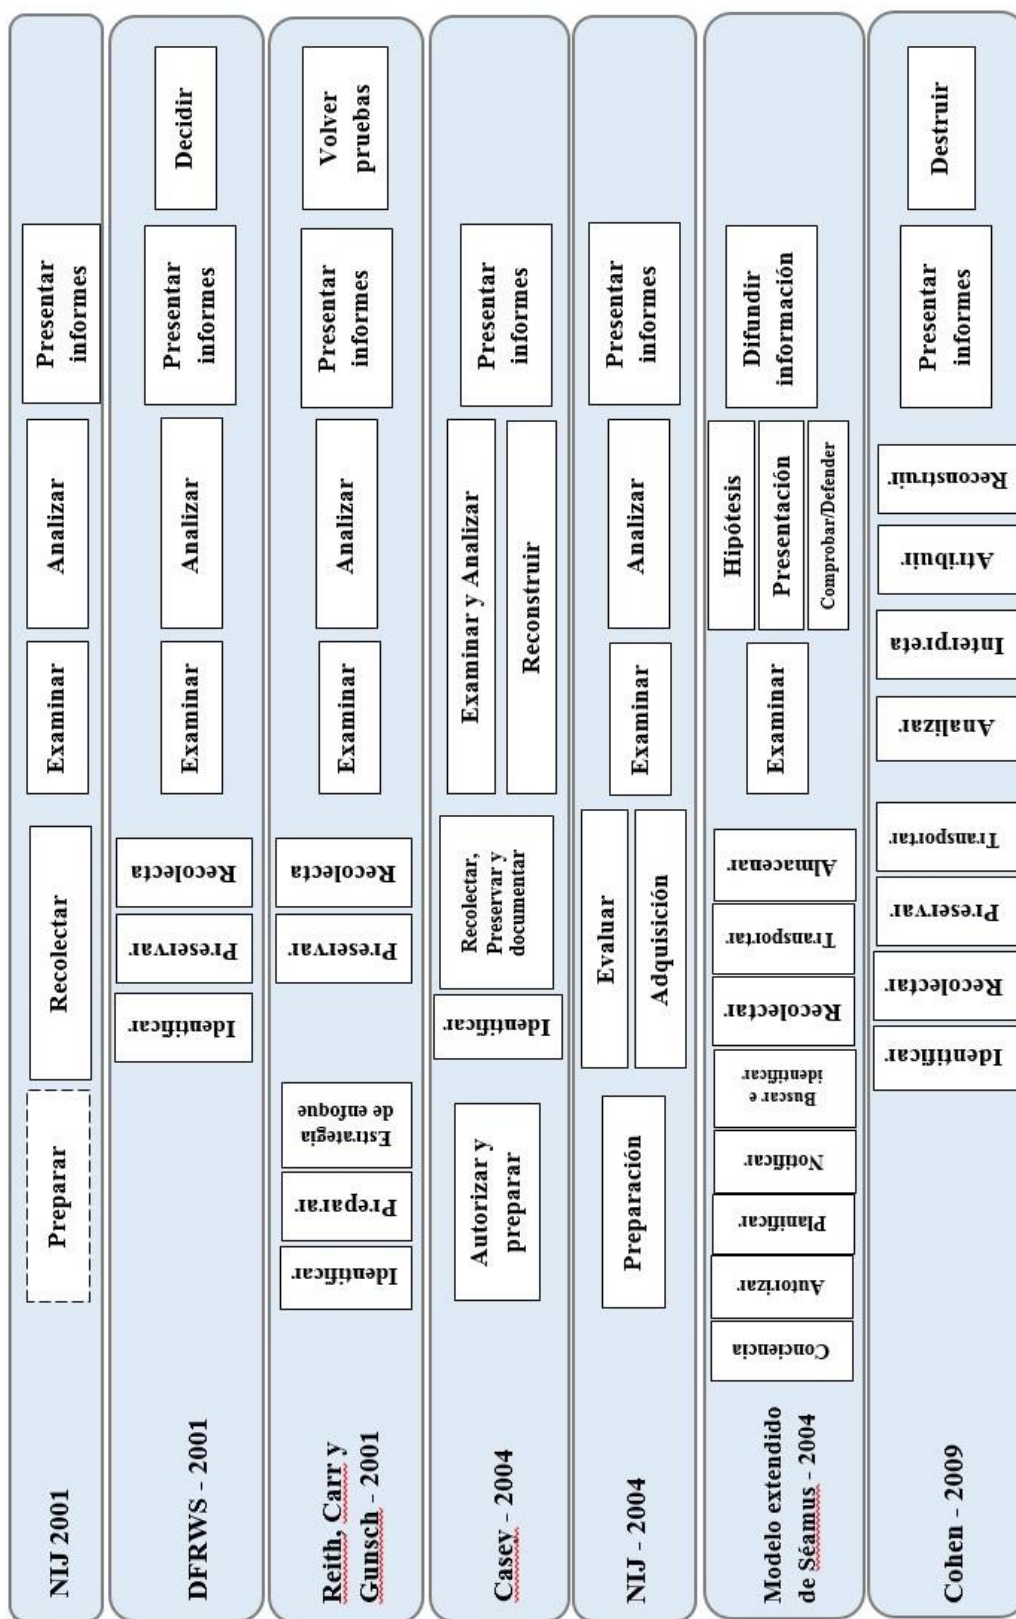 NIJ 2001
Preparar
Recolectar
Examinar
Analizar
Presentar
informes
DFRWS - 2001
Identificar
Preservar
Recolecta
Examinar
Analizar
Presentar
informes
Decidir
Reith, Carr y
Gunsch - 2001
Identificar
Preparar
Estrategia
de enfoque
Preservar
Recolecta
Examinar
Analizar
Presentar
informes
Volver
pruebas
Casey - 2004
Autorizar y
preparar
Identificar
Recolectar,
Preservar y
documentar
Examinar y Analizar
Reconstruir
Presentar
informes
NIJ - 2004
Preparación
Evaluar
Adquisición
Examinar
Analizar
Presentar
informes
Modelo extendido
de Séamus - 2004
Conciencia
Autorizar
Planificar
Notificar
Buscar e
identificar
Recolectar
Transportar
Almacenar
Examinar
Hipótesis
Presentación
Comprobar/Defender
Difundir
información
Cohen - 2009
Identificar
Recolectar
Preservar
Transportar
Analizar
Interpreta
Atribuir
Reconstruir
Presentar
informes
Destruir